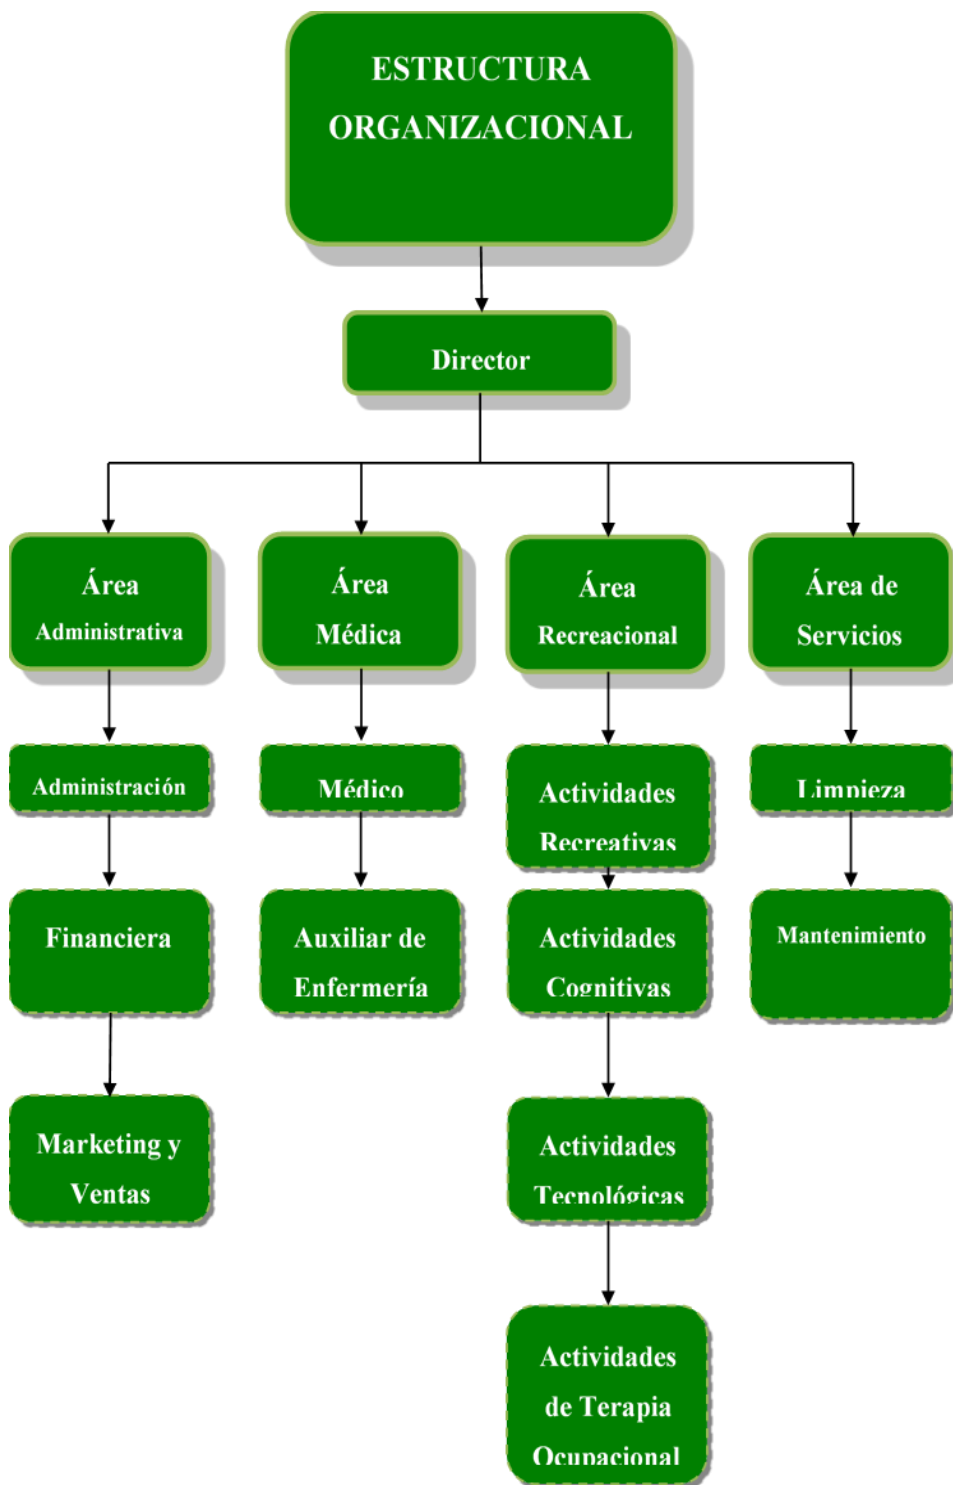 ESTRUCTURA
ORGANIZACIONAL
Director
Área
Administrativa
Área
Médica
Área
Recreacional
Área de
Servicios
Administración
Médico
Actividades
Recreativas
Limpieza
Financiera
Auxiliar de
Enfermería
Actividades
Cognitivas
Mantenimiento
Marketing y
Ventas
Actividades
Tecnológicas
Actividades
de Terapia
Ocupacional